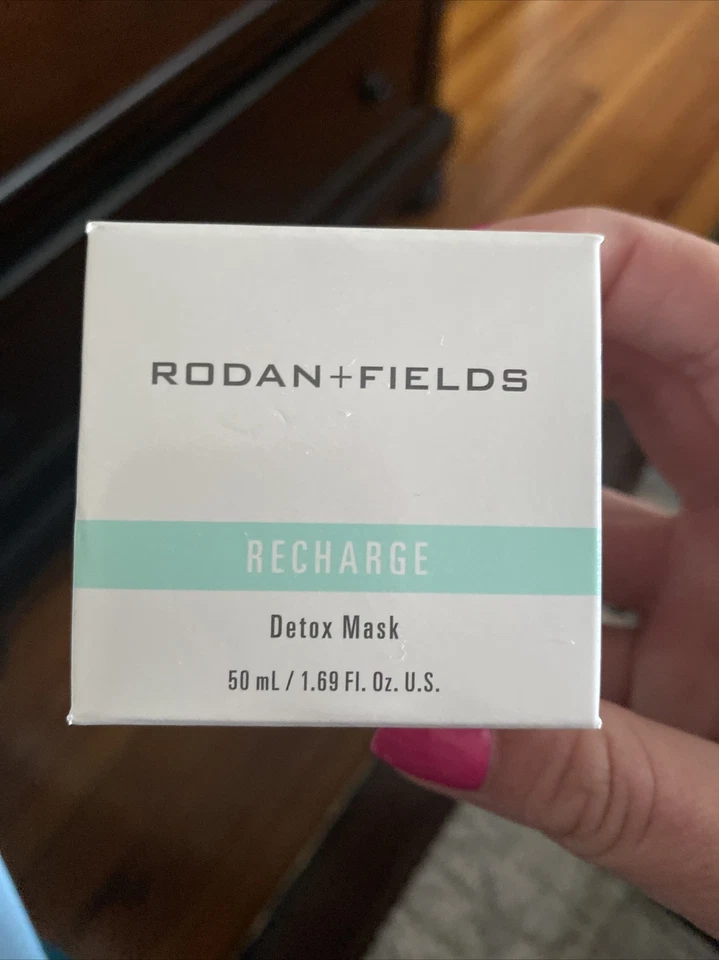 RODAN+FIELDS
RECHARGE
Detox Mask
50 mL / 1.69 Fl. Oz. U.S.